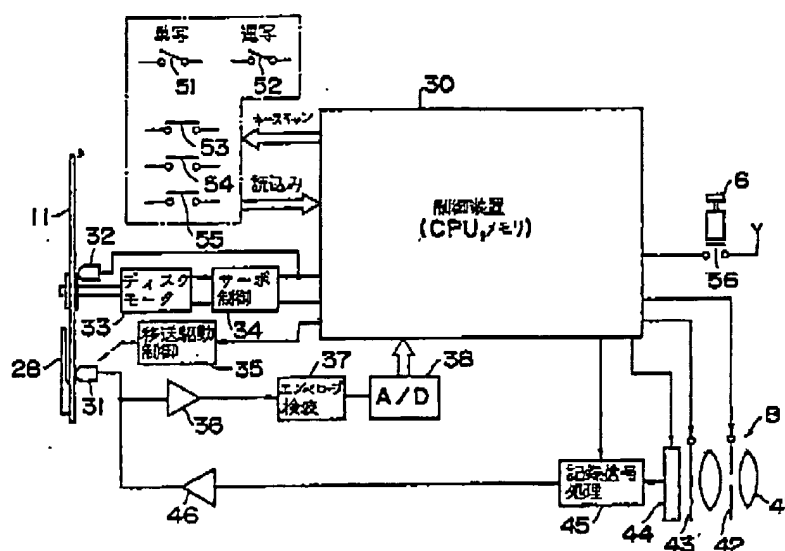 単写
連写
51
52
30
キースキャン
53
54
読込み
55
6
11
32
制御装置
(CPU,メモリ)
56
ディスク
モータ
サーボ
制御
33
34
移送駆動
制御
35
37
38
28
31
エンベロープ
検波
A/D
36
8
記録信号
処理
46
45
44
43
42
4